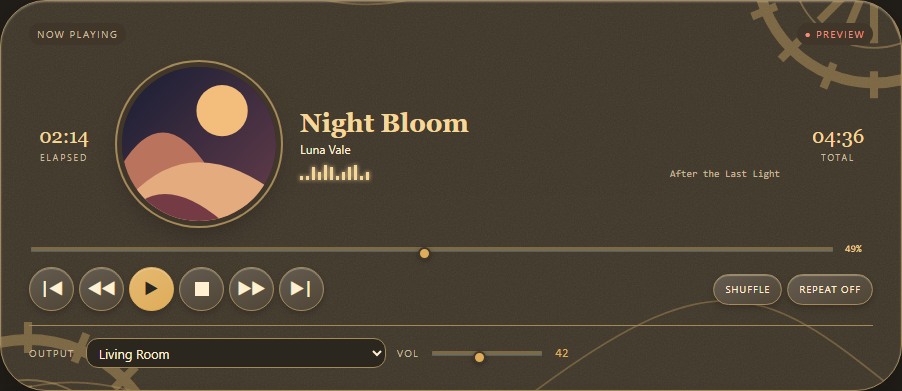 NOW PLAYING
PREVIEW
02:14
ELAPSED
Night Bloom
Luna Vale
After the Last Light
04:36
TOTAL
49%
SHUFFLE
REPEAT OFF
OUTPUT
Living Room
VOL
42